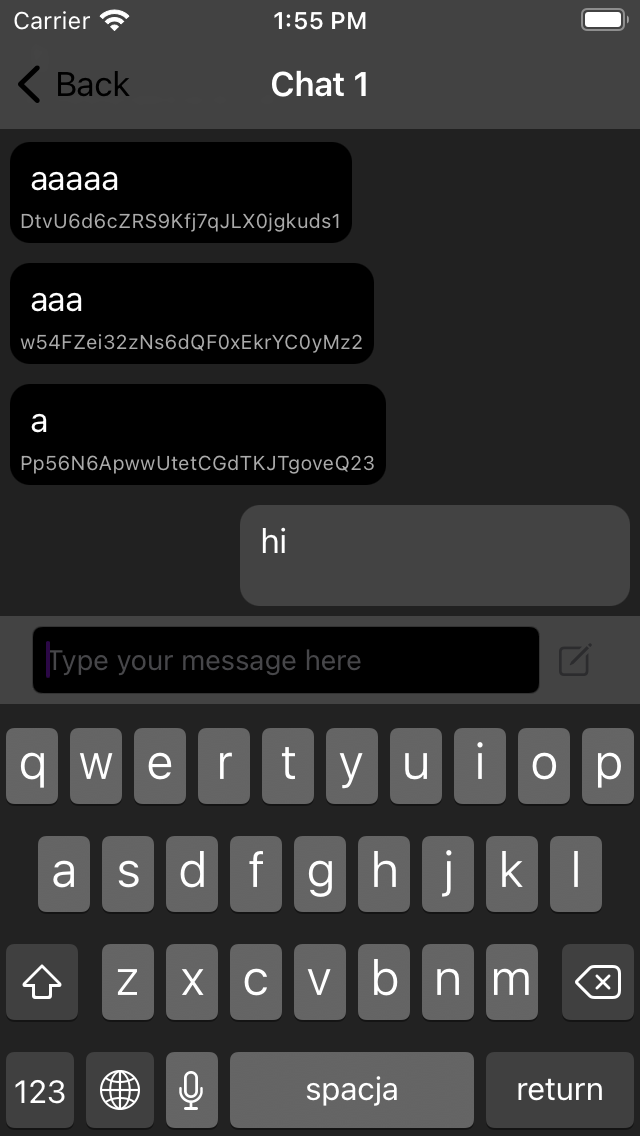 Carrier 1:55 PM
Back Chat 1
aaaaa
DtvU6d6cZRS9Kfj7qJLX0jgkuds1
aaa
w54FZei32zNs6dQF0xEkrYC0yMz2
a
Pp56N6ApwwUtetCGdTKJTgoveQ23
hi
Type your message here
q w e r t y u i o p
a s d f g h j k l
z x c v b n m
123 spacja return